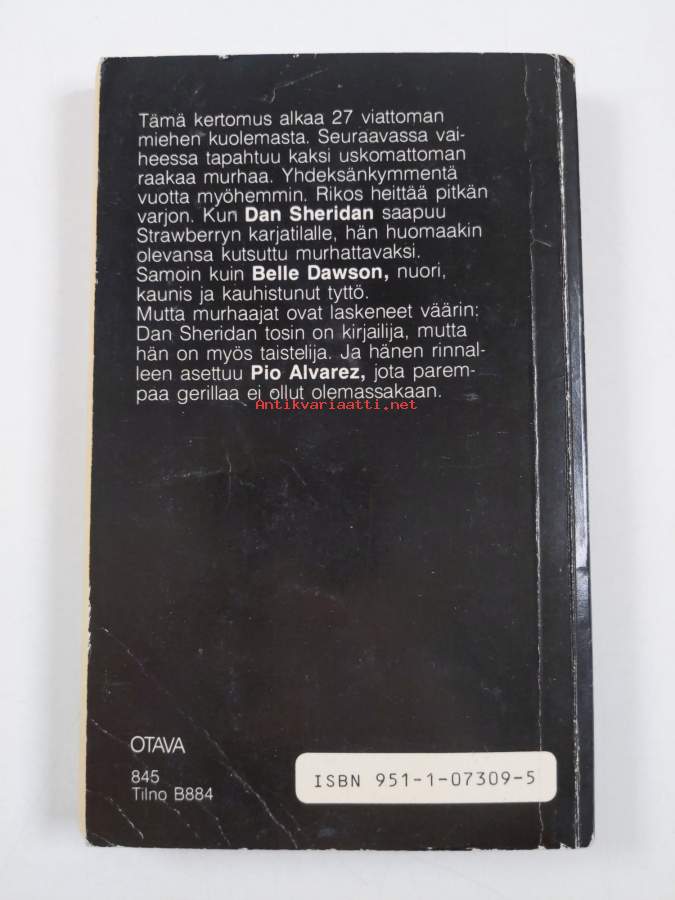 Tämä kertomus alkaa 27 viattoman
miehen kuolemasta. Seuraavassa vai-
heessa tapahtuu kaksi uskomattoman
raakaa murhaa. Yhdeksänkymmentä
vuotta myöhemmin. Rikos heittää pitkän
varjon. Kun Dan Sheridan saapuu
Strawberryn karjatilalle, hän huomaakin
olevansa kutsuttu murhattavaksi.
Samoin kuin Belle Dawson, nuori,
kaunis ja kauhistunut tyttö.
Mutta murhaajat ovat laskeneet väärin:
Dan Sheridan tosin on kirjailija, mutta
hän on myös taistelija. Ja hänen rinnal-
leen asettuu Pio Alvarez, jota parem-
paa gerillaa ei ollut olemassakaan.
Antikvariaatti.net
OTAVA
845
Tilno B884
ISBN 951-1-07309-5